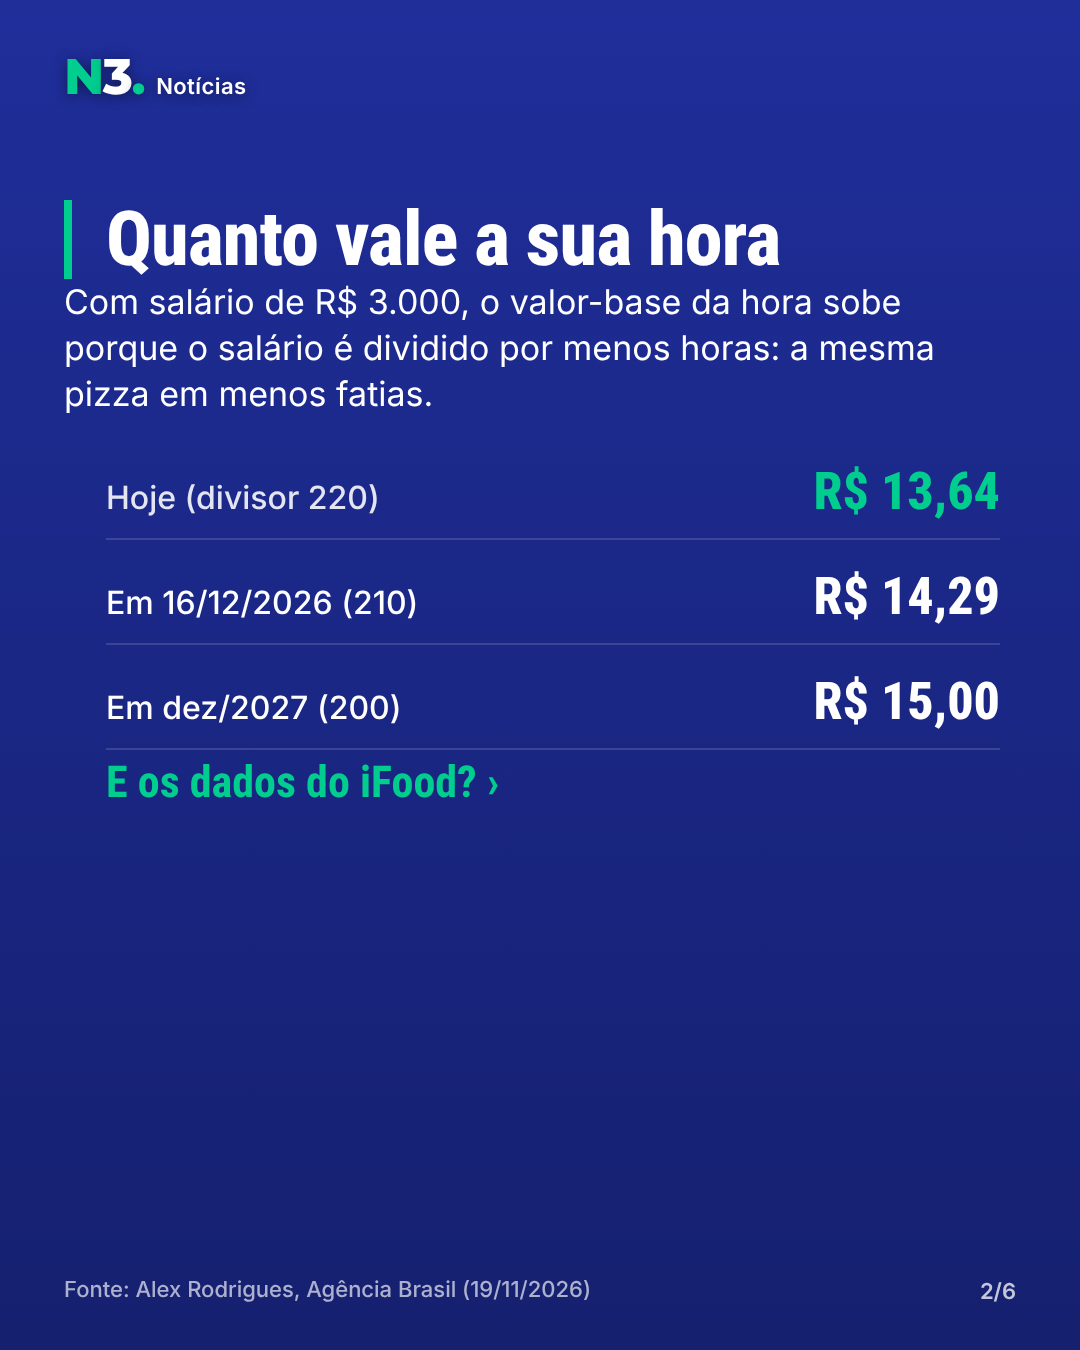 N3. Notícias
Quanto vale a sua hora
Com salário de R$ 3.000, o valor-base da hora sobe
porque o salário é dividido por menos horas: a mesma
pizza em menos fatias.
Hoje (divisor 220) R$ 13,64
Em 16/12/2026 (210) R$ 14,29
Em dez/2027 (200) R$ 15,00
E os dados do iFood? ›
Fonte: Alex Rodrigues, Agência Brasil (19/11/2026) 2/6